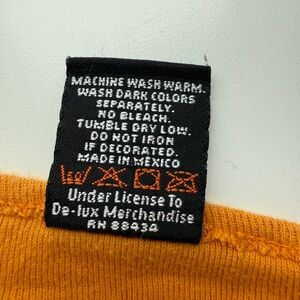 MACHINE WASH WARM.
WASH DARK COLORS
SEPARATELY.
NO BLEACH.
TUMBLE DRY LOW.
DO NOT IRON
IF DECORATED.
MADE IN MEXICO
Under License To
De-lux Merchandise
RN 88434